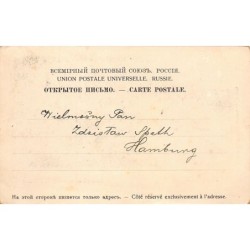 ВСЕМІРНЫЙ ПОЧТОВЫЙ СОЮЗЪ. РОССІЯ.
UNION POSTALE UNIVERSELLE. RUSSIE.
ОТКРЫТОЕ ПИСЬМО. — CARTE POSTALE.
Wielmożny Pan
Zdzisław Speth
Hamburg
На этой сторонѣ пишется только адресъ. — Côté réservé exclusivement à l'adresse.